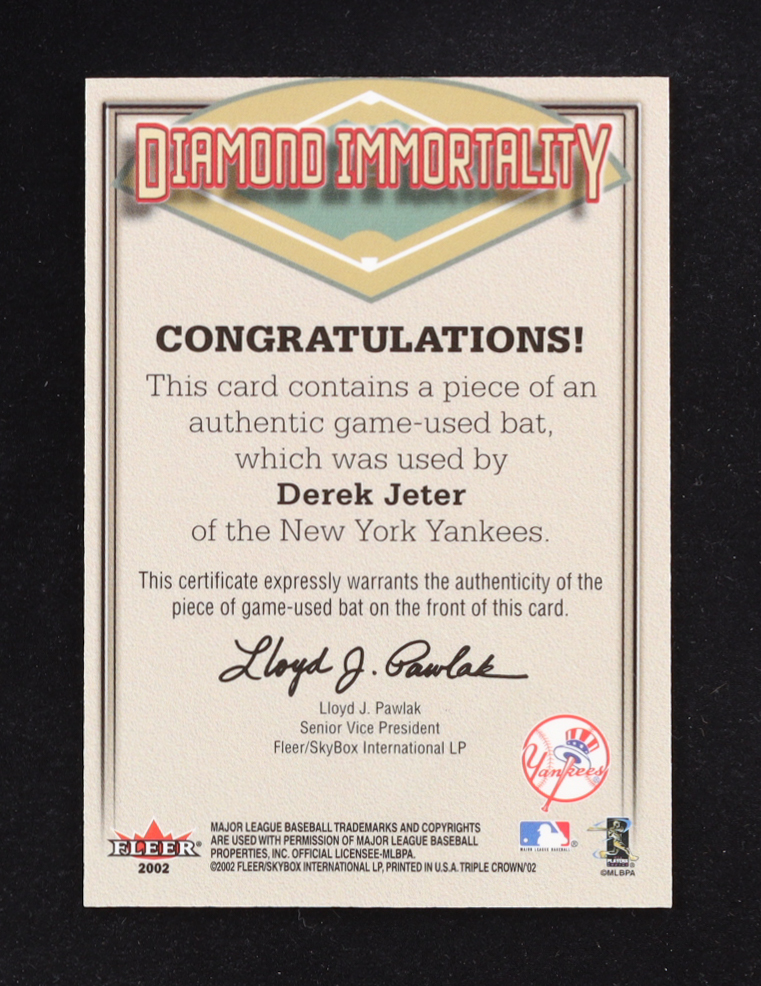 DIAMOND IMMORTALITY
CONGRATULATIONS!
This card contains a piece of an
authentic game-used bat,
which was used by
Derek Jeter
of the New York Yankees.
This certificate expressly warrants the authenticity of the
piece of game-used bat on the front of this card.
Lloyd J. Pawlak
Lloyd J. Pawlak
Senior Vice President
Fleer/SkyBox International LP
Yankees
FLEER®
2002
MAJOR LEAGUE BASEBALL TRADEMARKS AND COPYRIGHTS
ARE USED WITH PERMISSION OF MAJOR LEAGUE BASEBALL
PROPERTIES, INC. OFFICIAL LICENSEE-MLBPA.
©2002 FLEER/SKYBOX INTERNATIONAL LP, PRINTED IN U.S.A. TRIPLE CROWN/'02
MAJOR LEAGUE BASEBALL ®
PLAYERS
©MLBPA